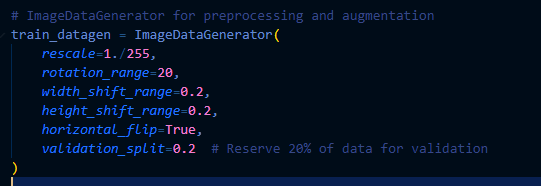 # ImageDataGenerator for preprocessing and augmentation
train_datagen = ImageDataGenerator(
    rescale=1./255,
    rotation_range=20,
    width_shift_range=0.2,
    height_shift_range=0.2,
    horizontal_flip=True,
    validation_split=0.2  # Reserve 20% of data for validation
)